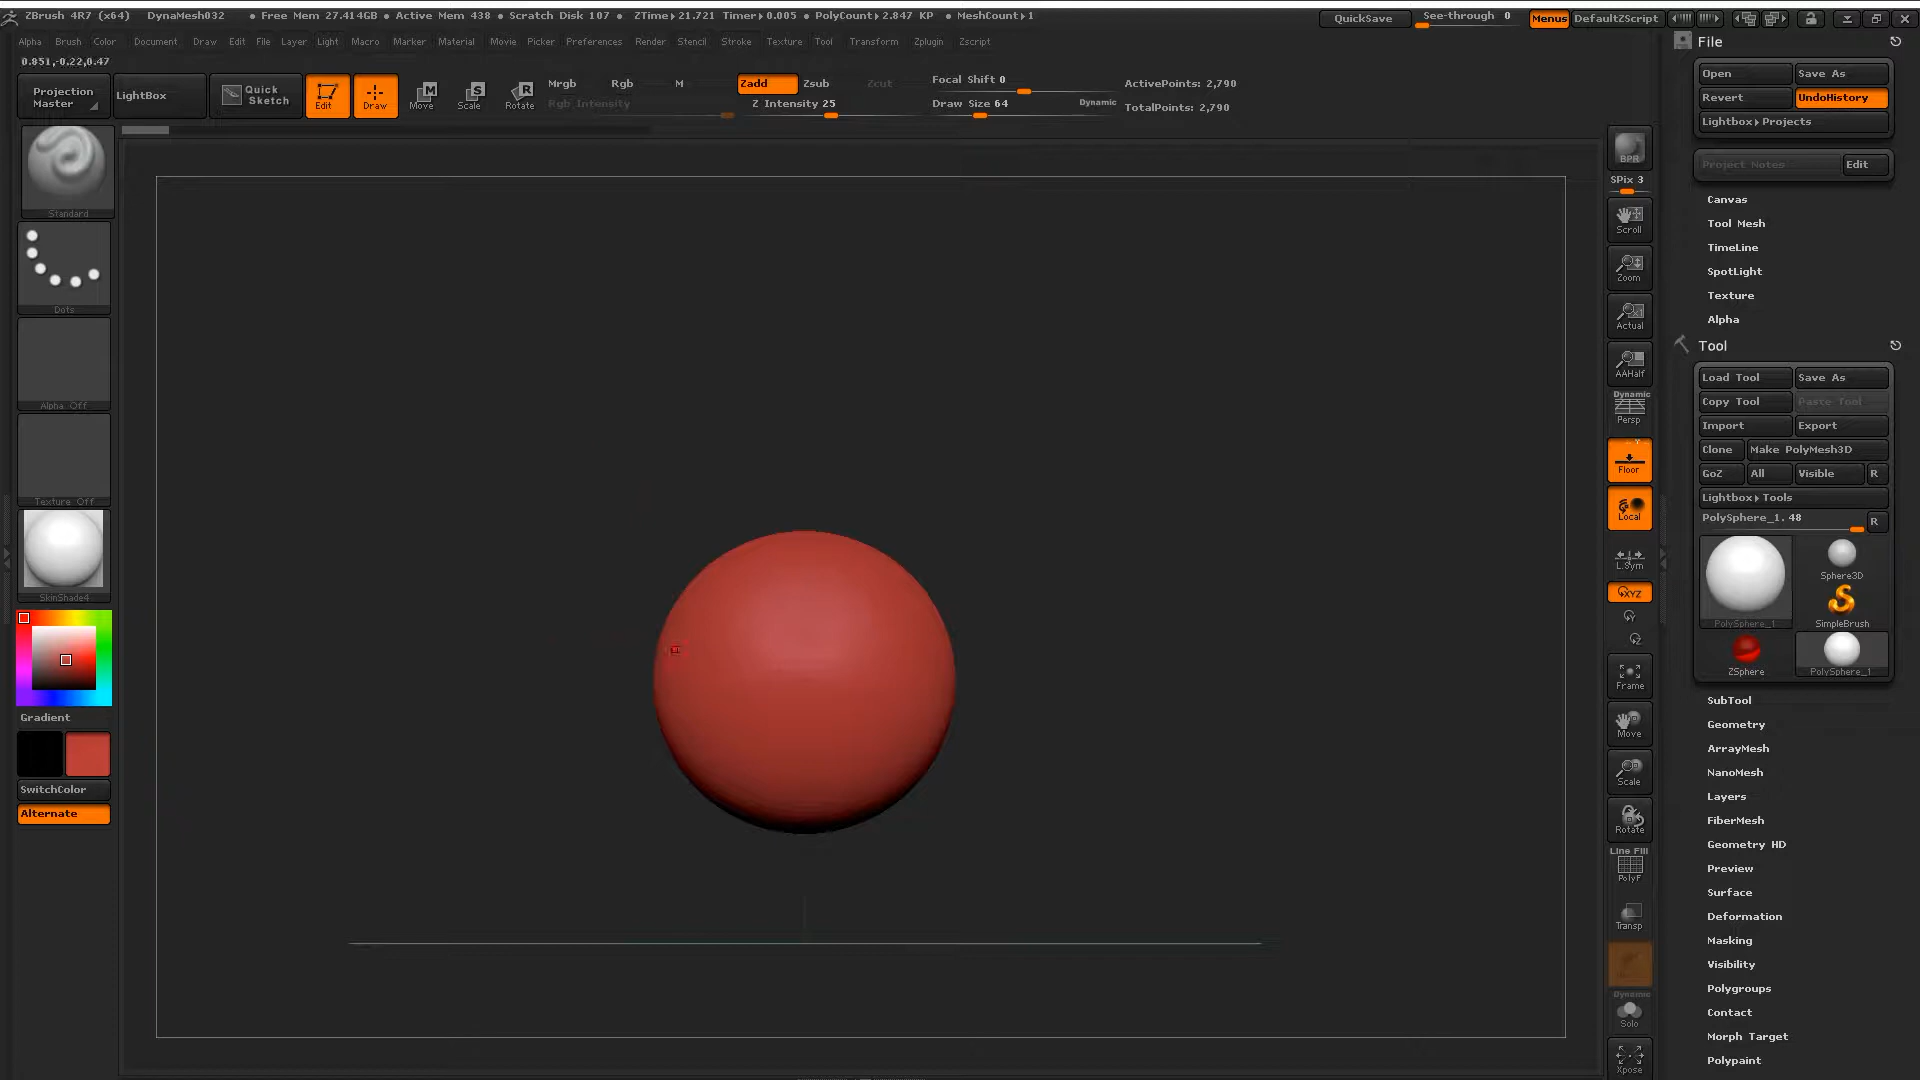 ZBrush 4R7 (x64) DynaMesh032 • Free Mem 27.414GB • Active Mem 438 • Scratch Disk 107 • ZTime▸21.721 Timer▸0.005 • PolyCount▸2.847 KP • MeshCount▸1 QuickSave See-through 0 Menus DefaultZScript
Alpha Brush Color Document Draw Edit File Layer Light Macro Marker Material Movie Picker Preferences Render Stencil Stroke Texture Tool Transform Zplugin Zscript
0.851,-0.22,0.47
Projection Master
LightBox
Quick Sketch
Edit
Draw
Move
Scale
Rotate
Mrgb Rgb M
Rgb Intensity
Zadd Zsub Zcut
Z Intensity 25
Focal Shift 0
Draw Size 64 Dynamic
ActivePoints: 2,790
TotalPoints: 2,790
Standard
Dots
Alpha Off
Texture Off
SkinShade4
Gradient
SwitchColor
Alternate
BPR
SPix 3
Scroll
Zoom
Actual
AAHalf
Dynamic
Persp
Floor
Local
L.Sym
XYZ
Frame
Move
Scale
Rotate
Line Fill
PolyF
Transp
Dynamic
Solo
Xpose
File
Open Save As
Revert UndoHistory
Lightbox▸Projects
Project Notes Edit
Canvas
Tool Mesh
TimeLine
SpotLight
Texture
Alpha
Tool
Load Tool Save As
Copy Tool Paste Tool
Import Export
Clone Make PolyMesh3D
GoZ All Visible R
Lightbox▸Tools
PolySphere_1. 48 R
PolySphere_1
Sphere3D
SimpleBrush
ZSphere
PolySphere_1
SubTool
Geometry
ArrayMesh
NanoMesh
Layers
FiberMesh
Geometry HD
Preview
Surface
Deformation
Masking
Visibility
Polygroups
Contact
Morph Target
Polypaint